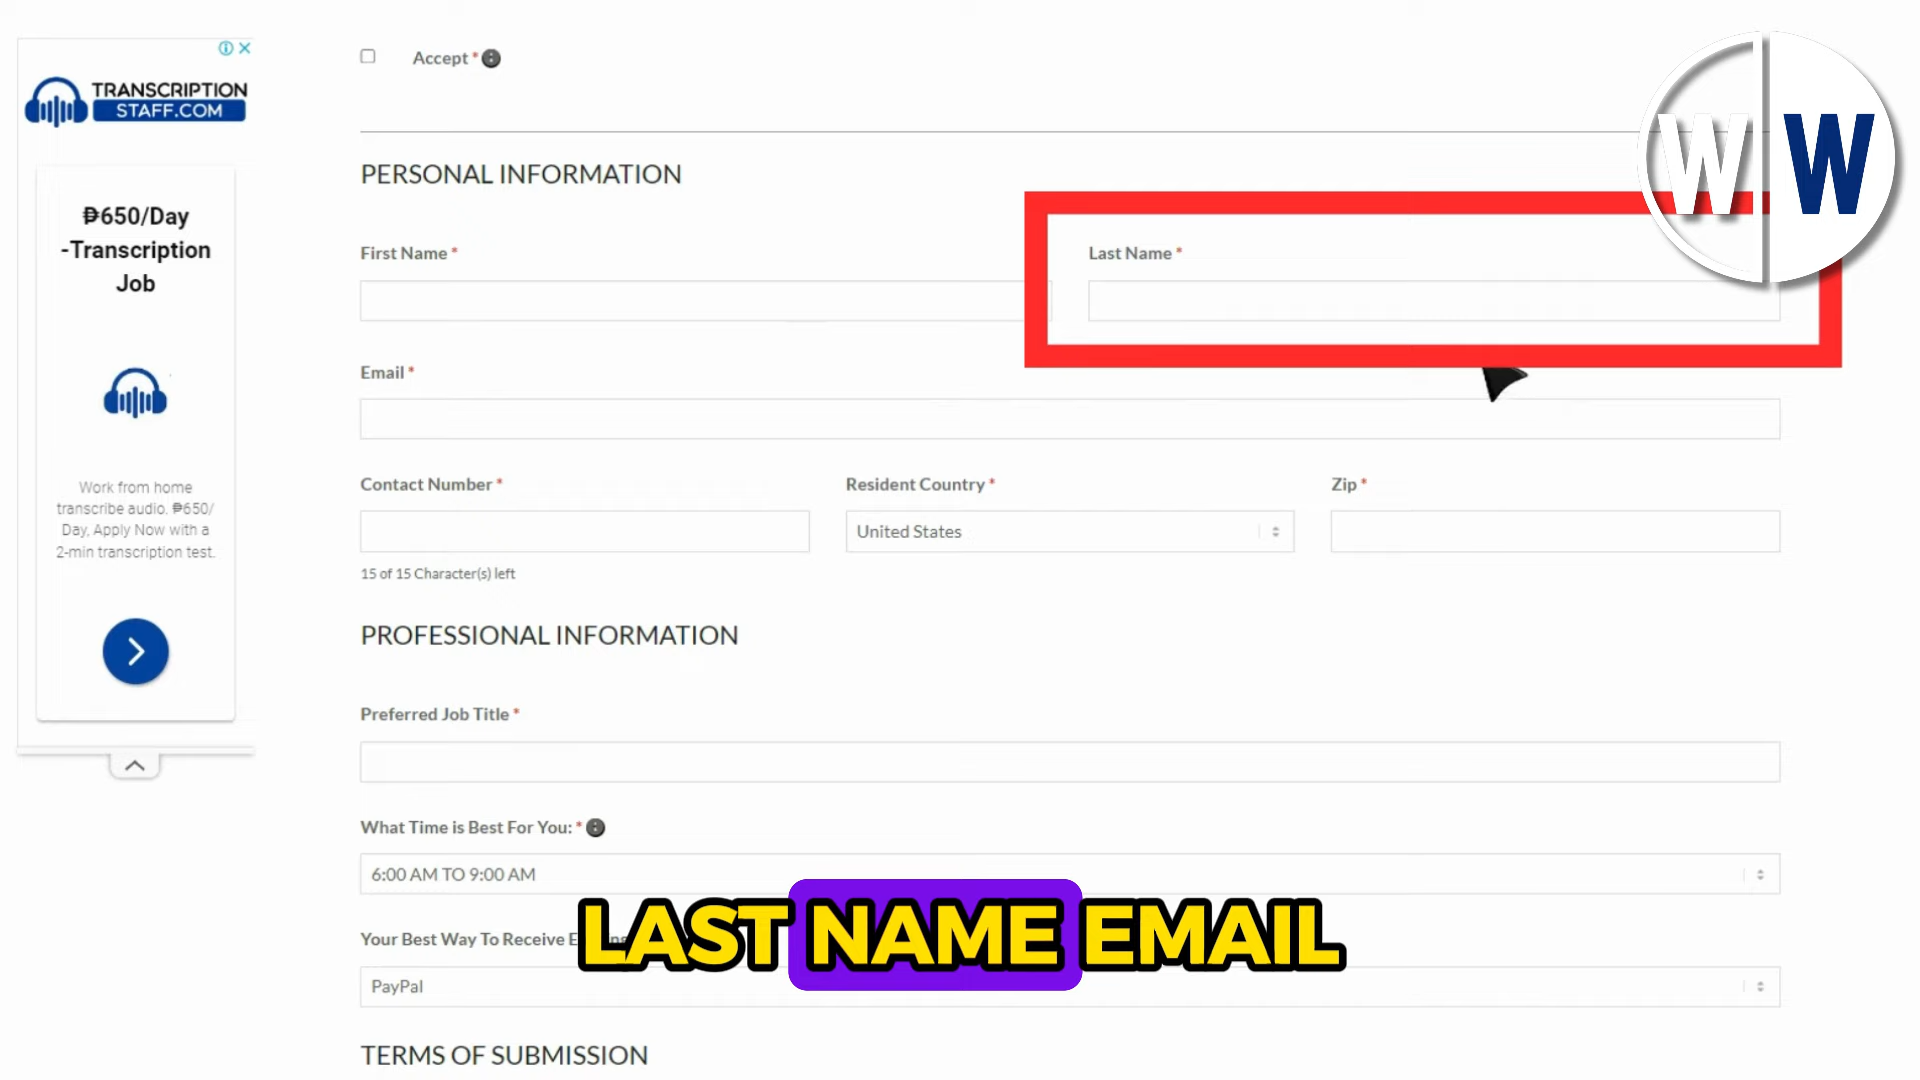 TRANSCRIPTION
STAFF.COM
₱650/Day
-Transcription
Job
Work from home
transcribe audio. ₱650/
Day, Apply Now with a
2-min transcription test.
Accept *
WW
PERSONAL INFORMATION
First Name *
Last Name *
Email *
Contact Number *
Resident Country *
Zip *
United States
15 of 15 Character(s) left
PROFESSIONAL INFORMATION
Preferred Job Title *
What Time is Best For You: *
6:00 AM TO 9:00 AM
LAST NAME EMAIL
Your Best Way To Receive
PayPal
TERMS OF SUBMISSION